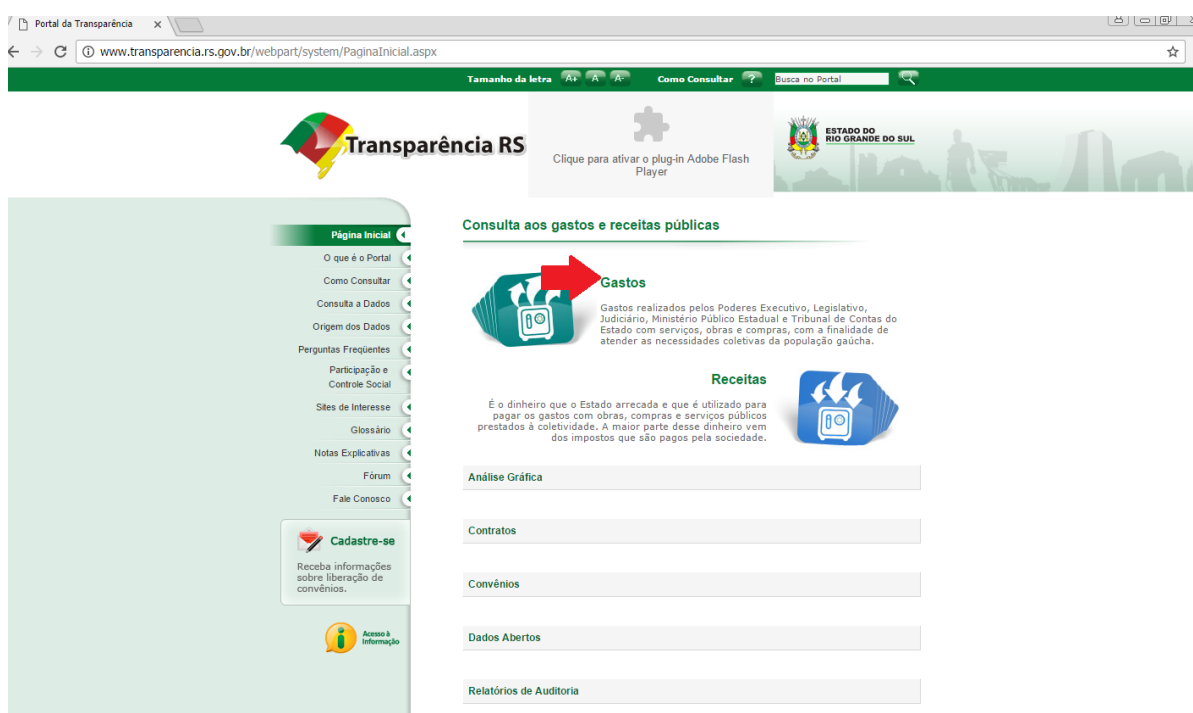 Portal da Transparência
www.transparencia.rs.gov.br/webpart/system/PaginaInicial.aspx
Tamanho da letra A+ A A- Como Consultar ? Busca no Portal
Transparência RS
Clique para ativar o plug-in Adobe Flash
Player
ESTADO DO
RIO GRANDE DO SUL
Página Inicial
O que é o Portal
Como Consultar
Consulta a Dados
Origem dos Dados
Perguntas Freqüentes
Participação e
Controle Social
Sites de Interesse
Glossário
Notas Explicativas
Fórum
Fale Conosco
Cadastre-se
Receba informações
sobre liberação de
convênios.
Acesso à
Informação
Consulta aos gastos e receitas públicas
Gastos
Gastos realizados pelos Poderes Executivo, Legislativo,
Judiciário, Ministério Público Estadual e Tribunal de Contas do
Estado com serviços, obras e compras, com a finalidade de
atender as necessidades coletivas da população gaúcha.
Receitas
É o dinheiro que o Estado arrecada e que é utilizado para
pagar os gastos com obras, compras e serviços públicos
prestados à coletividade. A maior parte desse dinheiro vem
dos impostos que são pagos pela sociedade.
Análise Gráfica
Contratos
Convênios
Dados Abertos
Relatórios de Auditoria